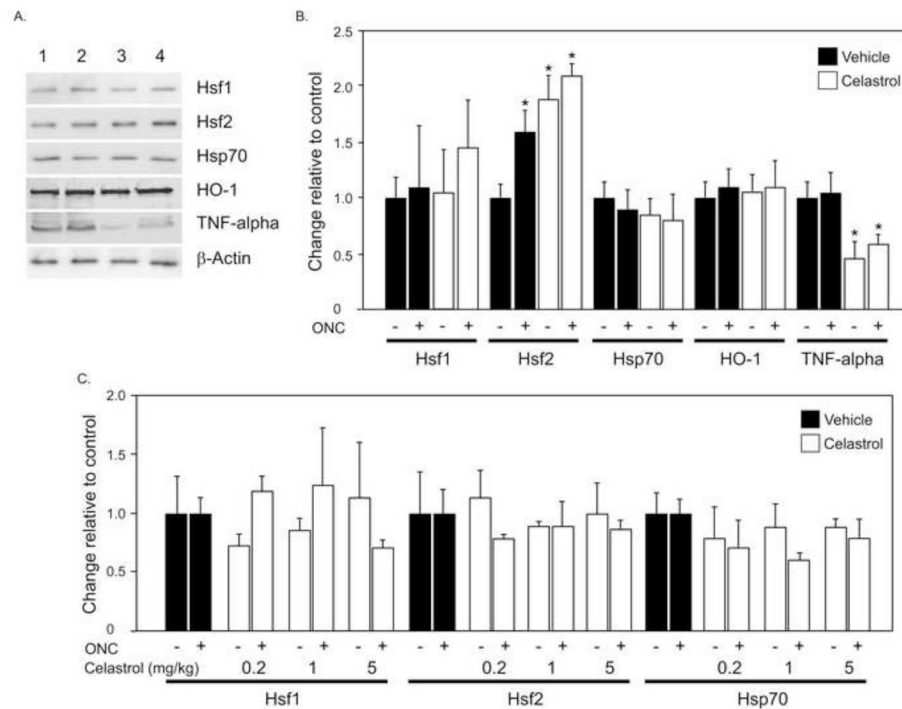 A.
1 2 3 4
Hsf1
Hsf2
Hsp70
HO-1
TNF-alpha
β-Actin
B.
Change relative to control
2.5
2.0
1.5
1.0
0.5
0
Vehicle
Celastrol
* * * * * *
ONC - + - + - + - + - + - + - + - + - + - +
Hsf1 Hsf2 Hsp70 HO-1 TNF-alpha
C.
Change relative to control
2.0
1.5
1.0
0.5
0
Vehicle
Celastrol
ONC - + - + - + - + - + - + - + - + - + - + - + - +
Celastrol (mg/kg) 0.2 1 5 0.2 1 5 0.2 1 5
Hsf1 Hsf2 Hsp70